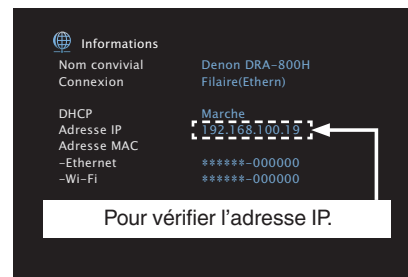 Informations
Nom convivial Denon DRA-800H
Connexion Filaire(Ethern)
DHCP Marche
Adresse IP 192.168.100.19
Adresse MAC
-Ethernet ******-000000
-Wi-Fi ******-000000
Pour vérifier l'adresse IP.